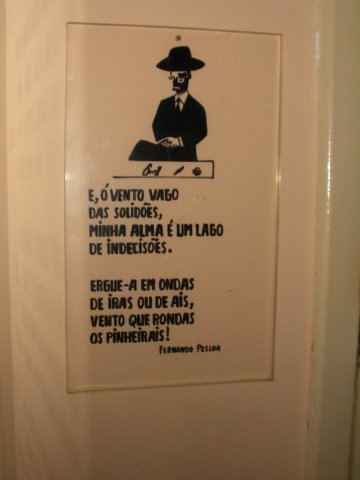 E, Ó VENTO VAGO
DAS SOLIDÕES,
MINHA ALMA É UM LAGO
DE INDECISÕES.
ERGUE-A EM ONDAS
DE IRAS OU DE AIS,
VENTO QUE RONDAS
OS PINHEIRAIS!
FERNANDO PESSOA